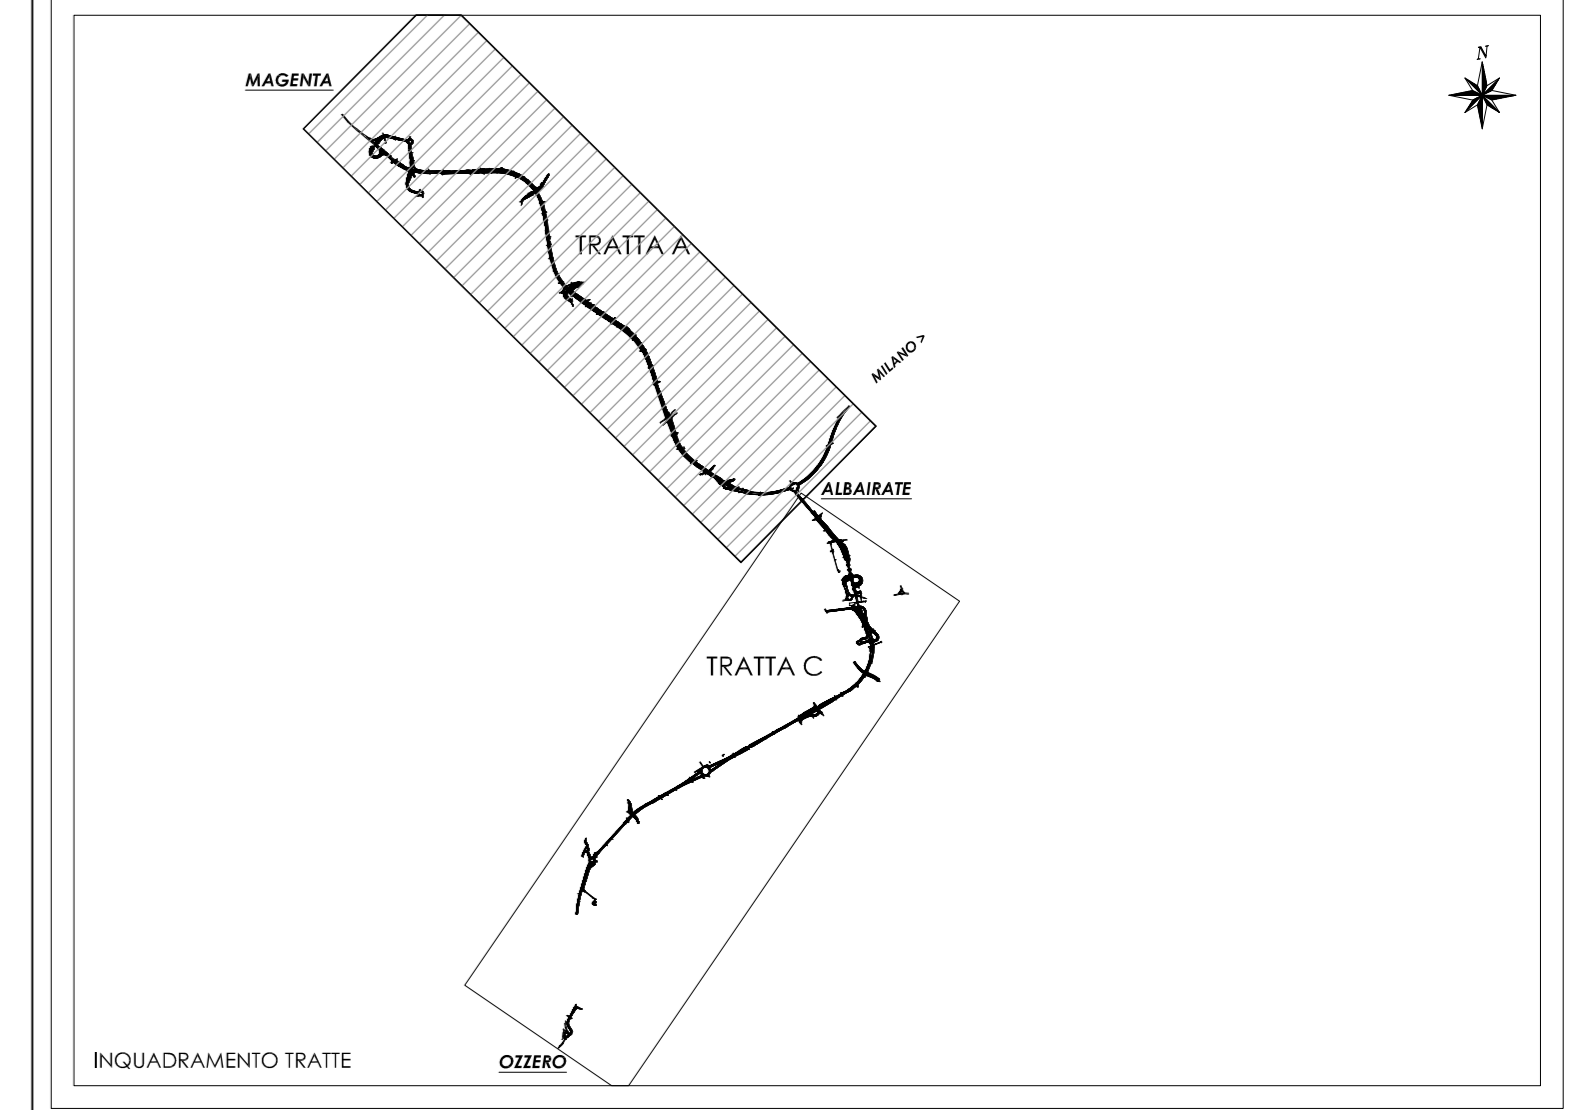 N
MAGENTA
TRATTA A
MILANO >
ALBAIRATE
TRATTA C
INQUADRAMENTO TRATTE
OZZERO